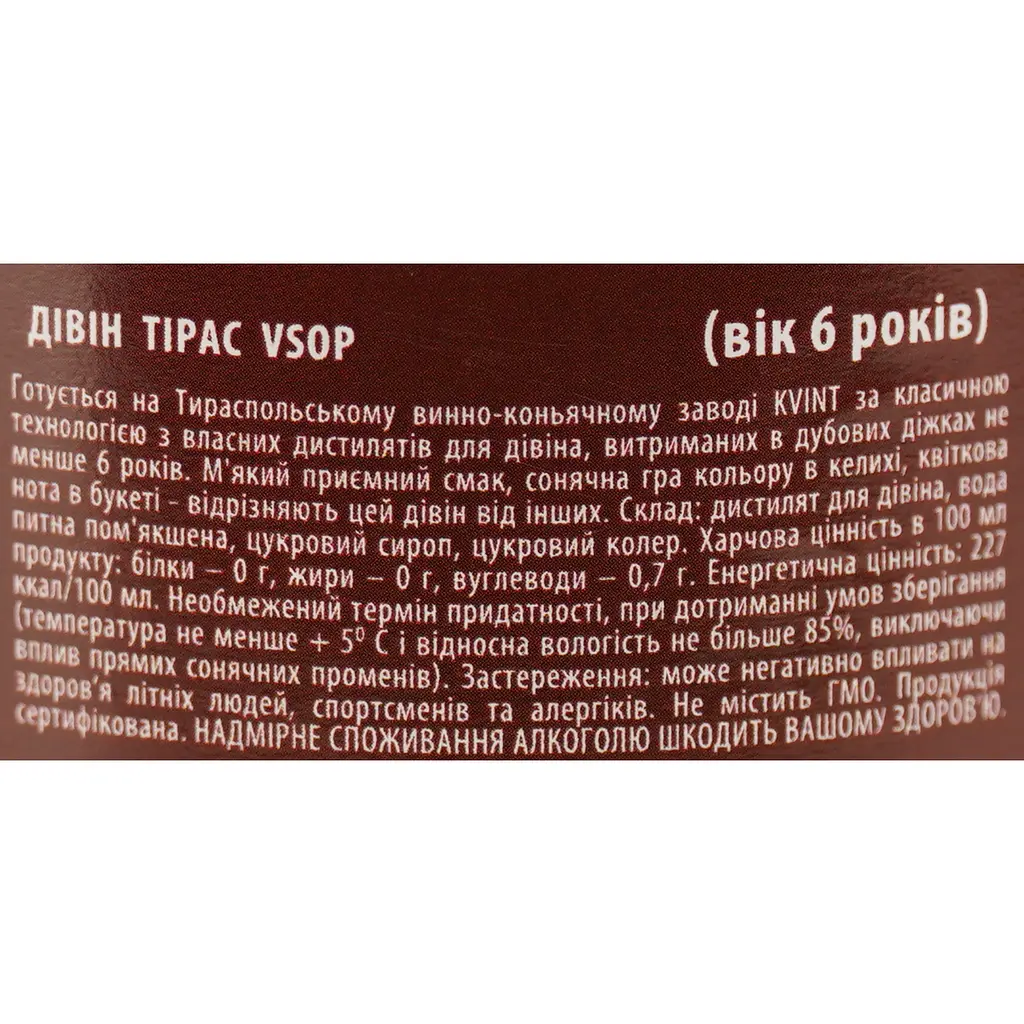 ДІВІН ТІРАС VSOP (вік 6 років)
Готується на Тираспольському винно-коньячному заводі KVINT за класичною
технологією з власних дистилятів для дівіна, витриманих в дубових діжках не
менше 6 років. М'який приємний смак, сонячна гра кольору в келихі, квіткова
нота в букеті - відрізняють цей дівін від інших. Склад: дистилят для дівіна, вода
питна пом'якшена, цукровий сироп, цукровий колер. Харчова цінність в 100 мл
продукту: білки – 0 г, жири – 0 г, вуглеводи – 0,7 г. Енергетична цінність: 227
ккал/100 мл. Необмежений термін придатності, при дотриманні умов зберігання
(температура не менше + 5⁰ С і відносна вологість не більше 85%, виключаючи
вплив прямих сонячних променів). Застереження: може негативно впливати на
здоров'я літніх людей, спортсменів та алергіків. Не містить ГМО. Продукція
сертифікована. НАДМІРНЕ СПОЖИВАННЯ АЛКОГОЛЮ ШКОДИТЬ ВАШОМУ ЗДОРОВ'Ю.